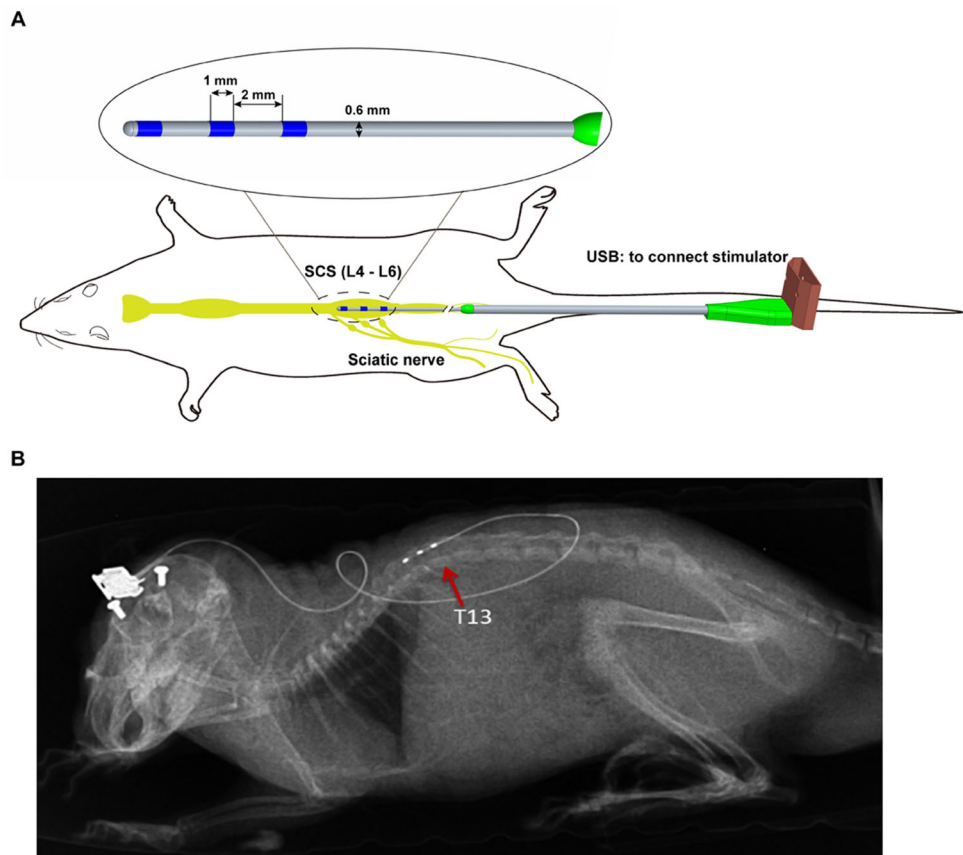 A
1 mm
2 mm
0.6 mm
SCS (L4 - L6)
USB: to connect stimulator
Sciatic nerve
B
T13